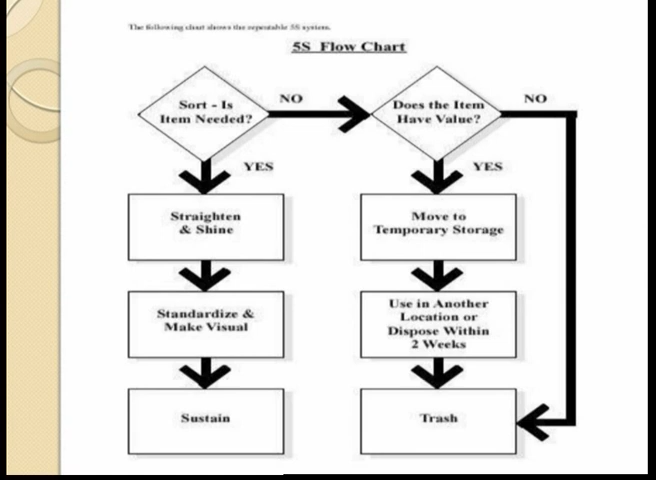 The following chart shows the repeatable 5S system.
5S Flow Chart
Sort - Is
Item Needed?
NO
Does the Item
Have Value?
NO
YES
YES
Straighten
& Shine
Move to
Temporary Storage
Standardize &
Make Visual
Use in Another
Location or
Dispose Within
2 Weeks
Sustain
Trash